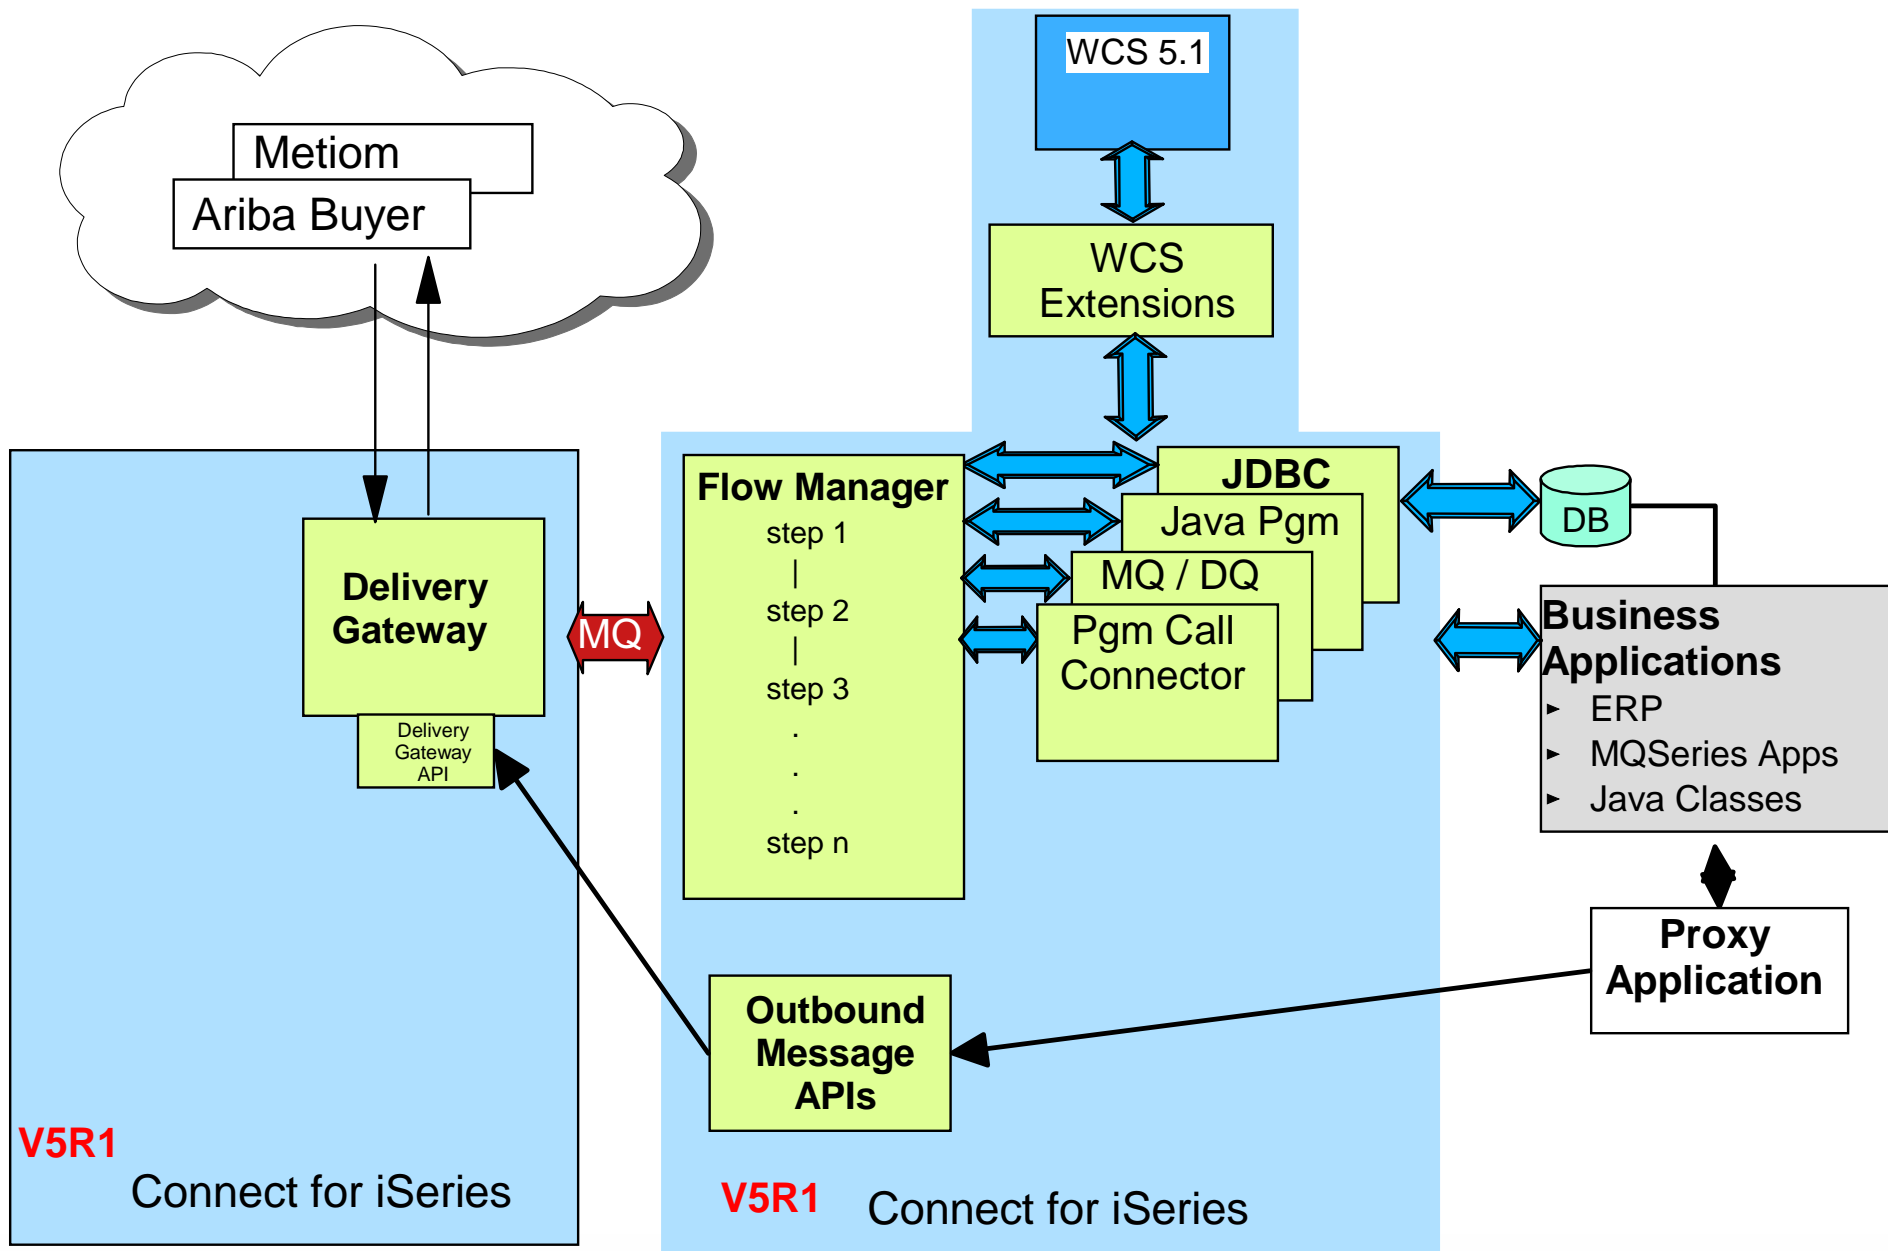 WCS 5.1
Metiom
Ariba Buyer
WCS
Extensions
Flow Manager
step 1
|
step 2
|
step 3
.
.
.
step n
JDBC
Java Pgm
MQ / DQ
Pgm Call
Connector
DB
Delivery
Gateway
MQ
Delivery
Gateway
API
Business
Applications
► ERP
► MQSeries Apps
► Java Classes
Proxy
Application
Outbound
Message
APIs
V5R1
Connect for iSeries
V5R1
Connect for iSeries